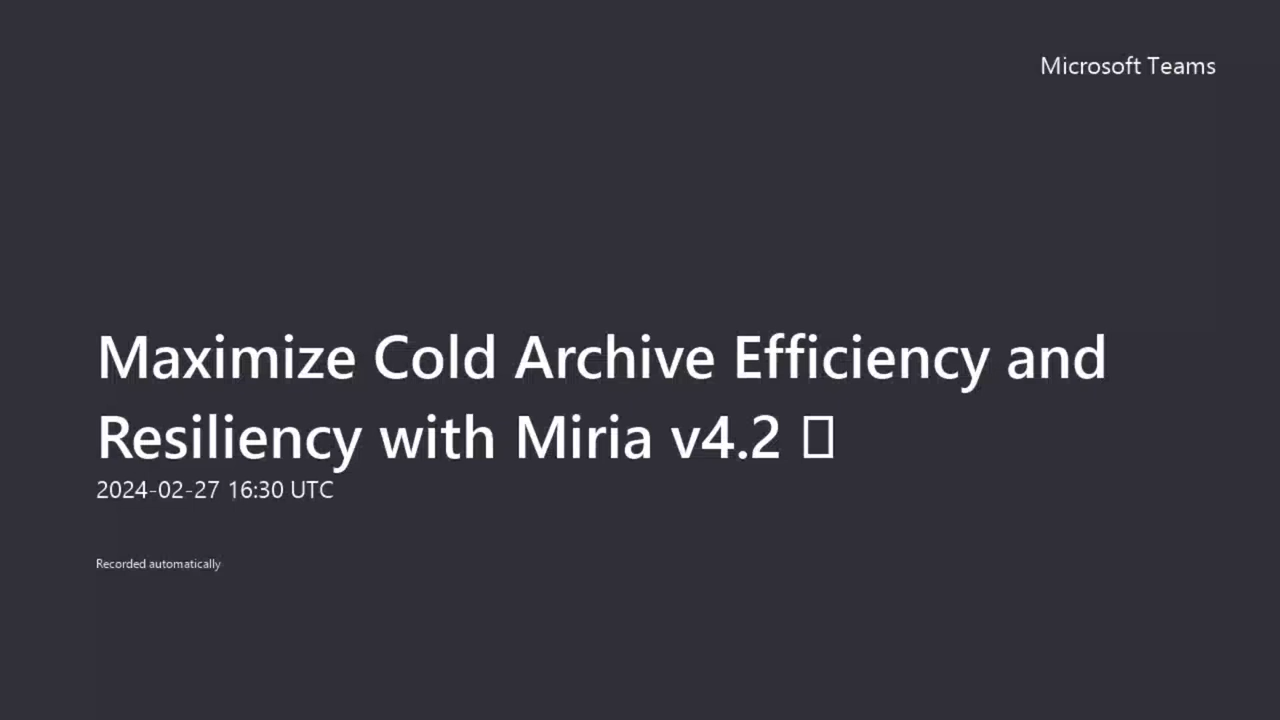 Microsoft Teams
Maximize Cold Archive Efficiency and
Resiliency with Miria v4.2
2024-02-27 16:30 UTC
Recorded automatically